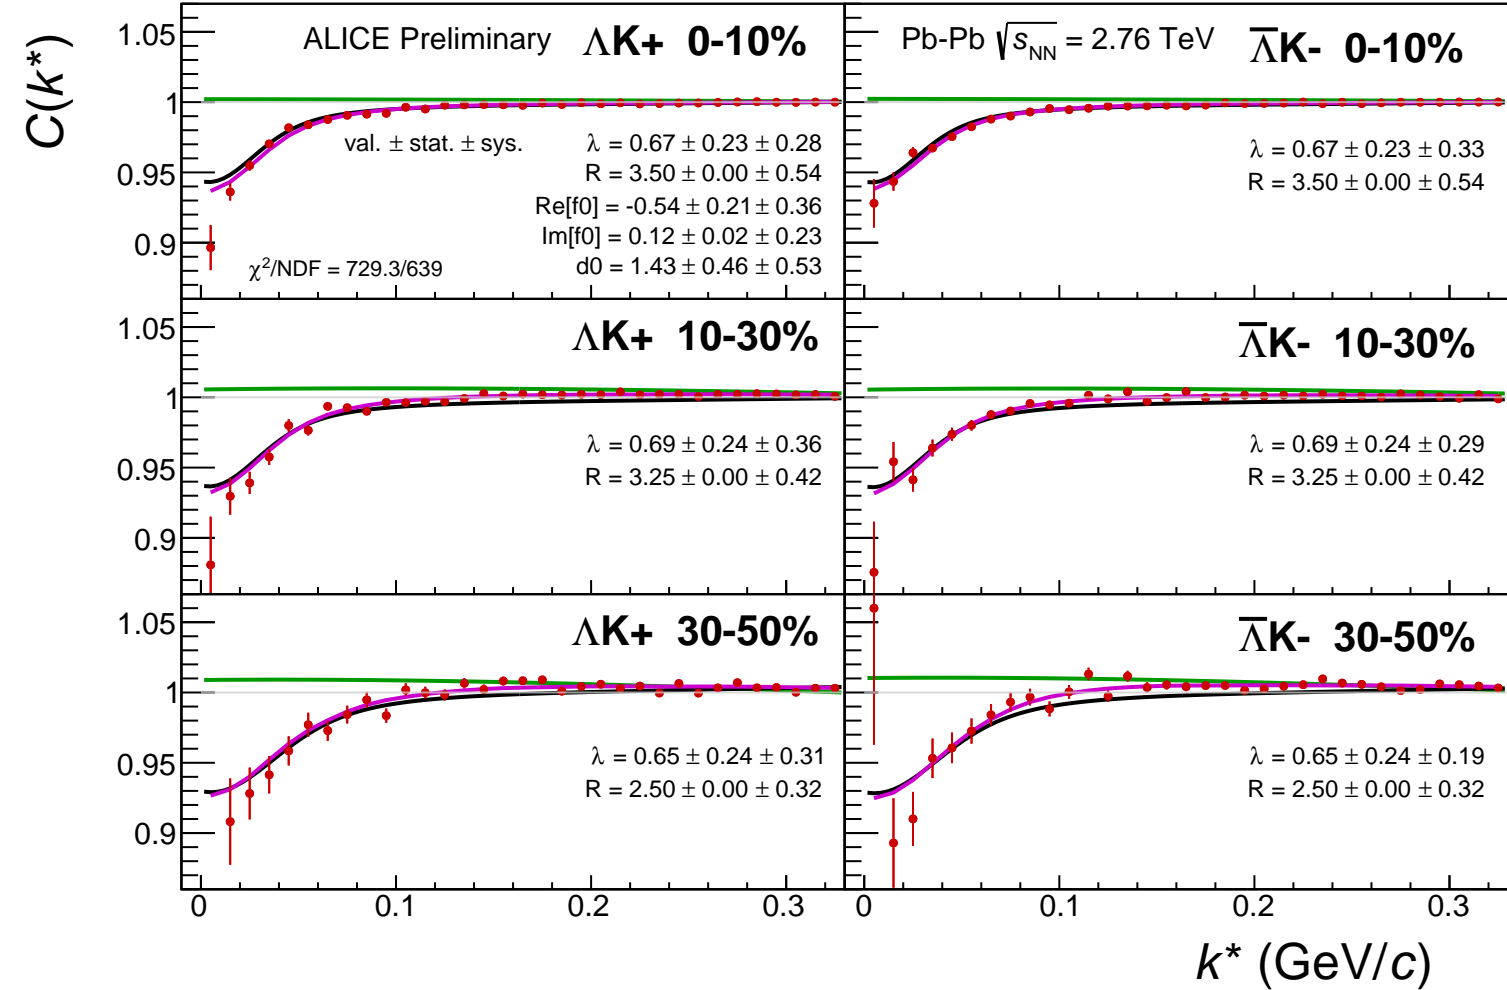 C(k*)
ALICE Preliminary ΛK+ 0-10%
val. ± stat. ± sys.
λ = 0.67 ± 0.23 ± 0.28
R = 3.50 ± 0.00 ± 0.54
Re[f0] = -0.54 ± 0.21 ± 0.36
Im[f0] = 0.12 ± 0.02 ± 0.23
d0 = 1.43 ± 0.46 ± 0.53
χ²/NDF = 729.3/639
1.05
1
0.95
0.9
Pb-Pb √sNN = 2.76 TeV Λ̅K- 0-10%
λ = 0.67 ± 0.23 ± 0.33
R = 3.50 ± 0.00 ± 0.54
ΛK+ 10-30%
λ = 0.69 ± 0.24 ± 0.36
R = 3.25 ± 0.00 ± 0.42
1.05
1
0.95
0.9
Λ̅K- 10-30%
λ = 0.69 ± 0.24 ± 0.29
R = 3.25 ± 0.00 ± 0.42
ΛK+ 30-50%
λ = 0.65 ± 0.24 ± 0.31
R = 2.50 ± 0.00 ± 0.32
1.05
1
0.95
0.9
Λ̅K- 30-50%
λ = 0.65 ± 0.24 ± 0.19
R = 2.50 ± 0.00 ± 0.32
0 0.1 0.2 0.3
0 0.1 0.2 0.3
k* (GeV/c)